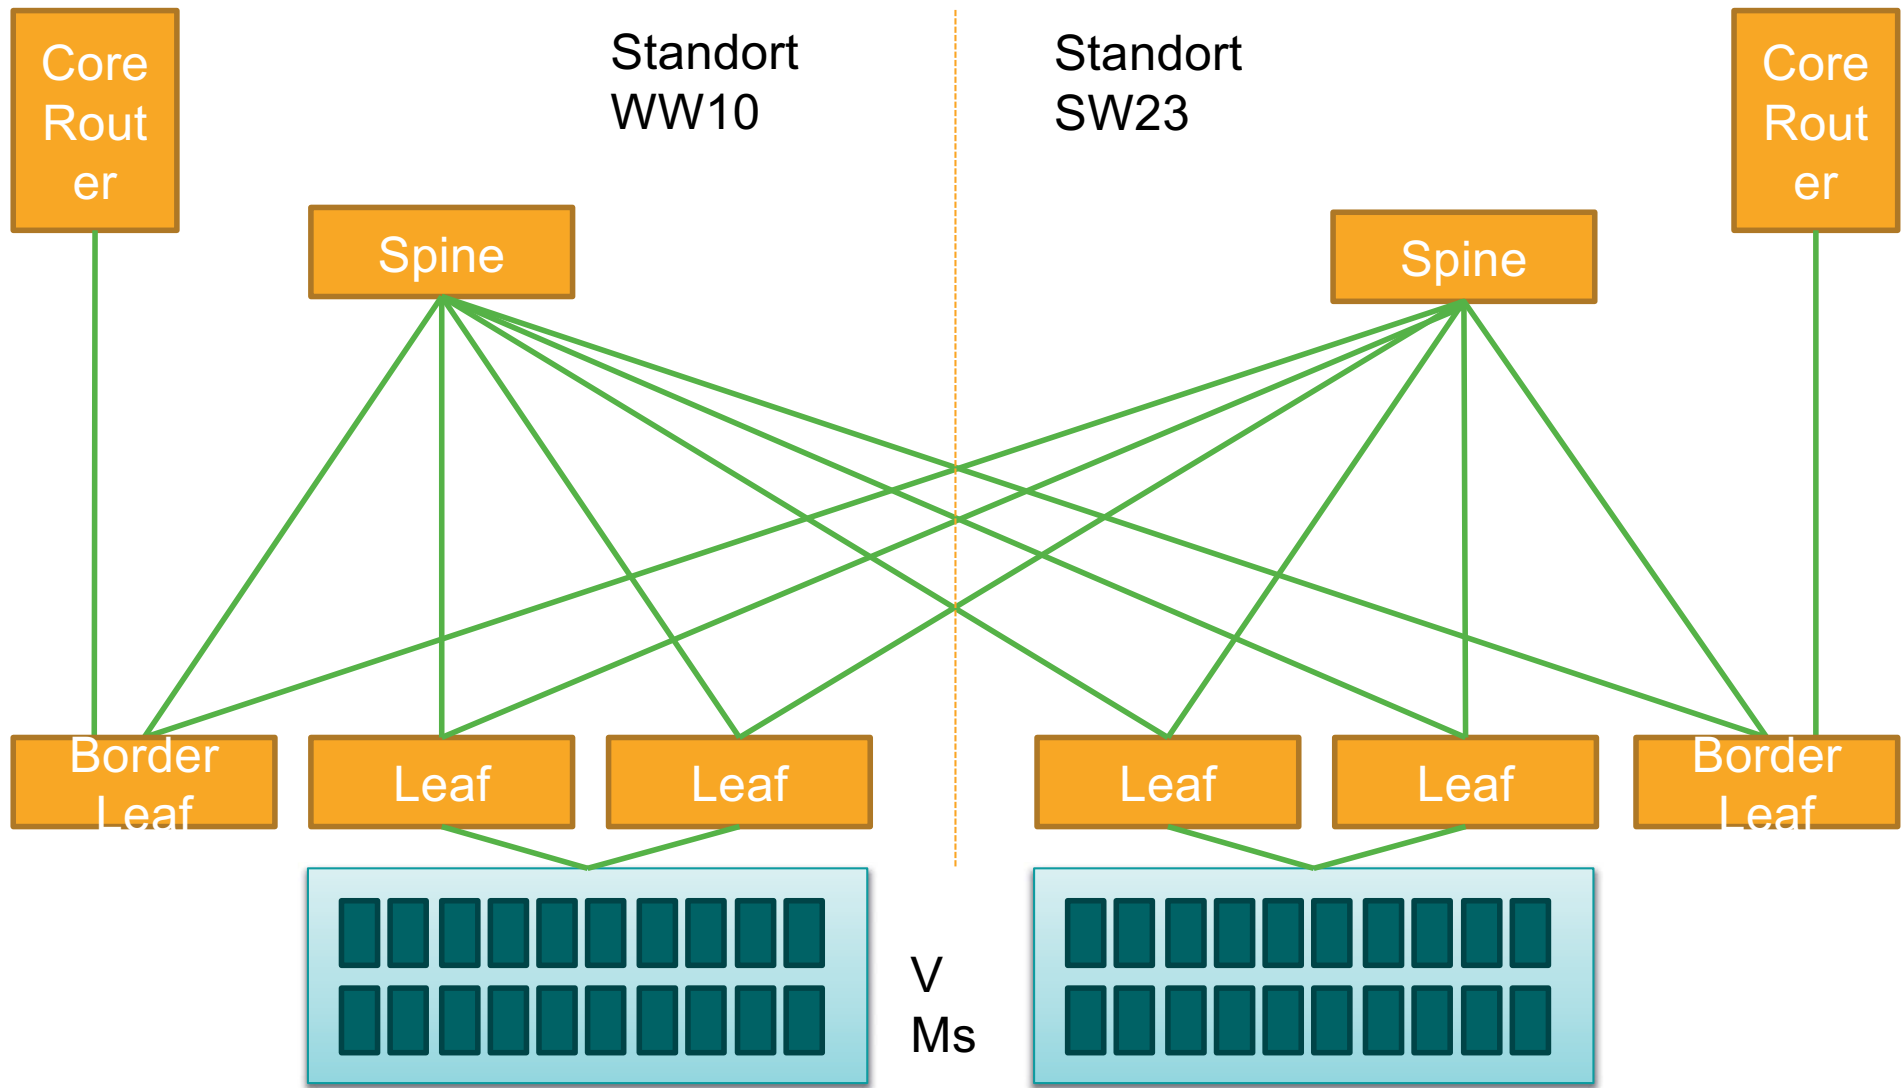 Core
Rout
er
Standort
WW10
Standort
SW23
Core
Rout
er
Spine
Spine
Border
Leaf
Leaf
Leaf
Leaf
Leaf
Border
Leaf
V
Ms